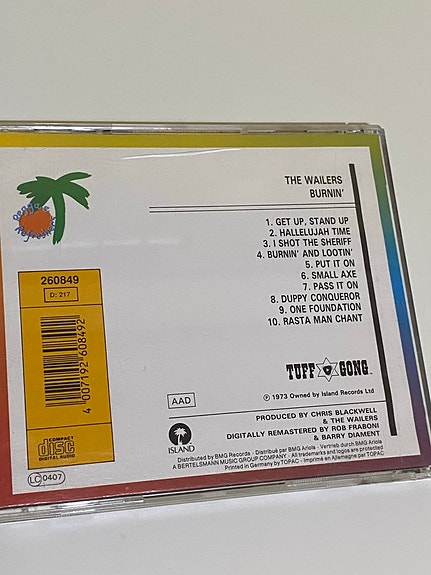 THE WAILERS
BURNIN'
1. GET UP, STAND UP
2. HALLELUJAH TIME
3. I SHOT THE SHERIFF
4. BURNIN' AND LOOTIN'
5. PUT IT ON
6. SMALL AXE
7. PASS IT ON
8. DUPPY CONQUEROR
9. ONE FOUNDATION
10. RASTA MAN CHANT
reggae
Refreshers
260849
D: 217
4 007192 608492
COMPACT
disc
DIGITAL AUDIO
LC 0407
TUFF GONG
AAD
℗ 1973 Owned by Island Records Ltd
PRODUCED BY CHRIS BLACKWELL
& THE WAILERS
DIGITALLY REMASTERED BY ROB FRABONI
& BARRY DIAMENT
ISLAND
Distributed by BMG Records - Distribué par BMG Ariola - Vertrieb durch BMG Ariola
A BERTELSMANN MUSIC GROUP COMPANY - All trademarks and logos are protected
Printed in Germany by TOPAC - Imprimé en Allemagne par TOPAC